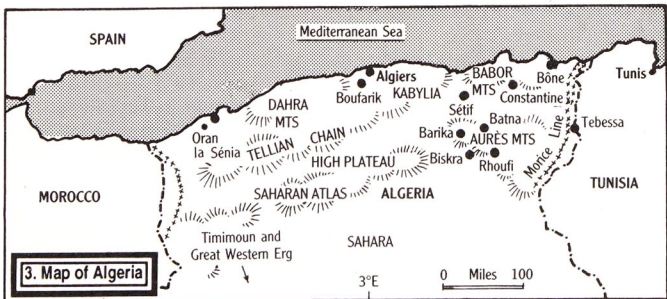 SPAIN
Mediterranean Sea
Algiers
Boufarik
KABYLIA
BABOR
MTS
Bône
Tunis
Constantine
Sétif
DAHRA
MTS
Oran
la Sénia
TELLIAN CHAIN
Batna
Barika
AURÈS MTS
Tebessa
Morice Line
HIGH PLATEAU
Biskra
Rhoufi
MOROCCO
SAHARAN ATLAS
ALGERIA
TUNISIA
Timimoun and
Great Western Erg
SAHARA
3. Map of Algeria
3°E
0 Miles 100